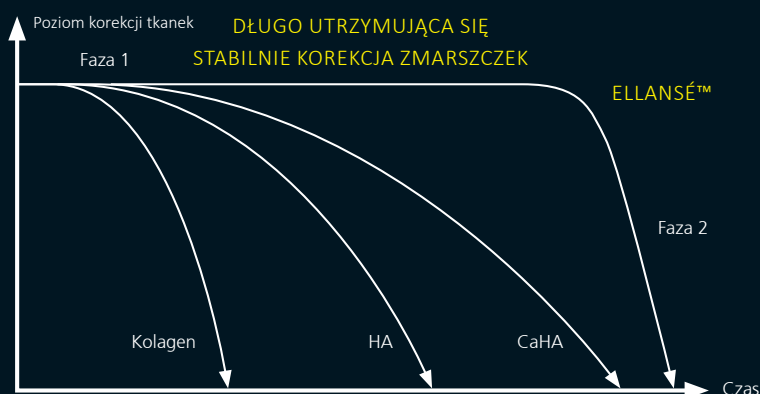 Poziom korekcji tkanek
DŁUGO UTRZYMUJĄCA SIĘ
STABILNIE KOREKCJA ZMARSZCZEK
Faza 1
ELLANSÉ™
Faza 2
Kolagen
HA
CaHA
Czas